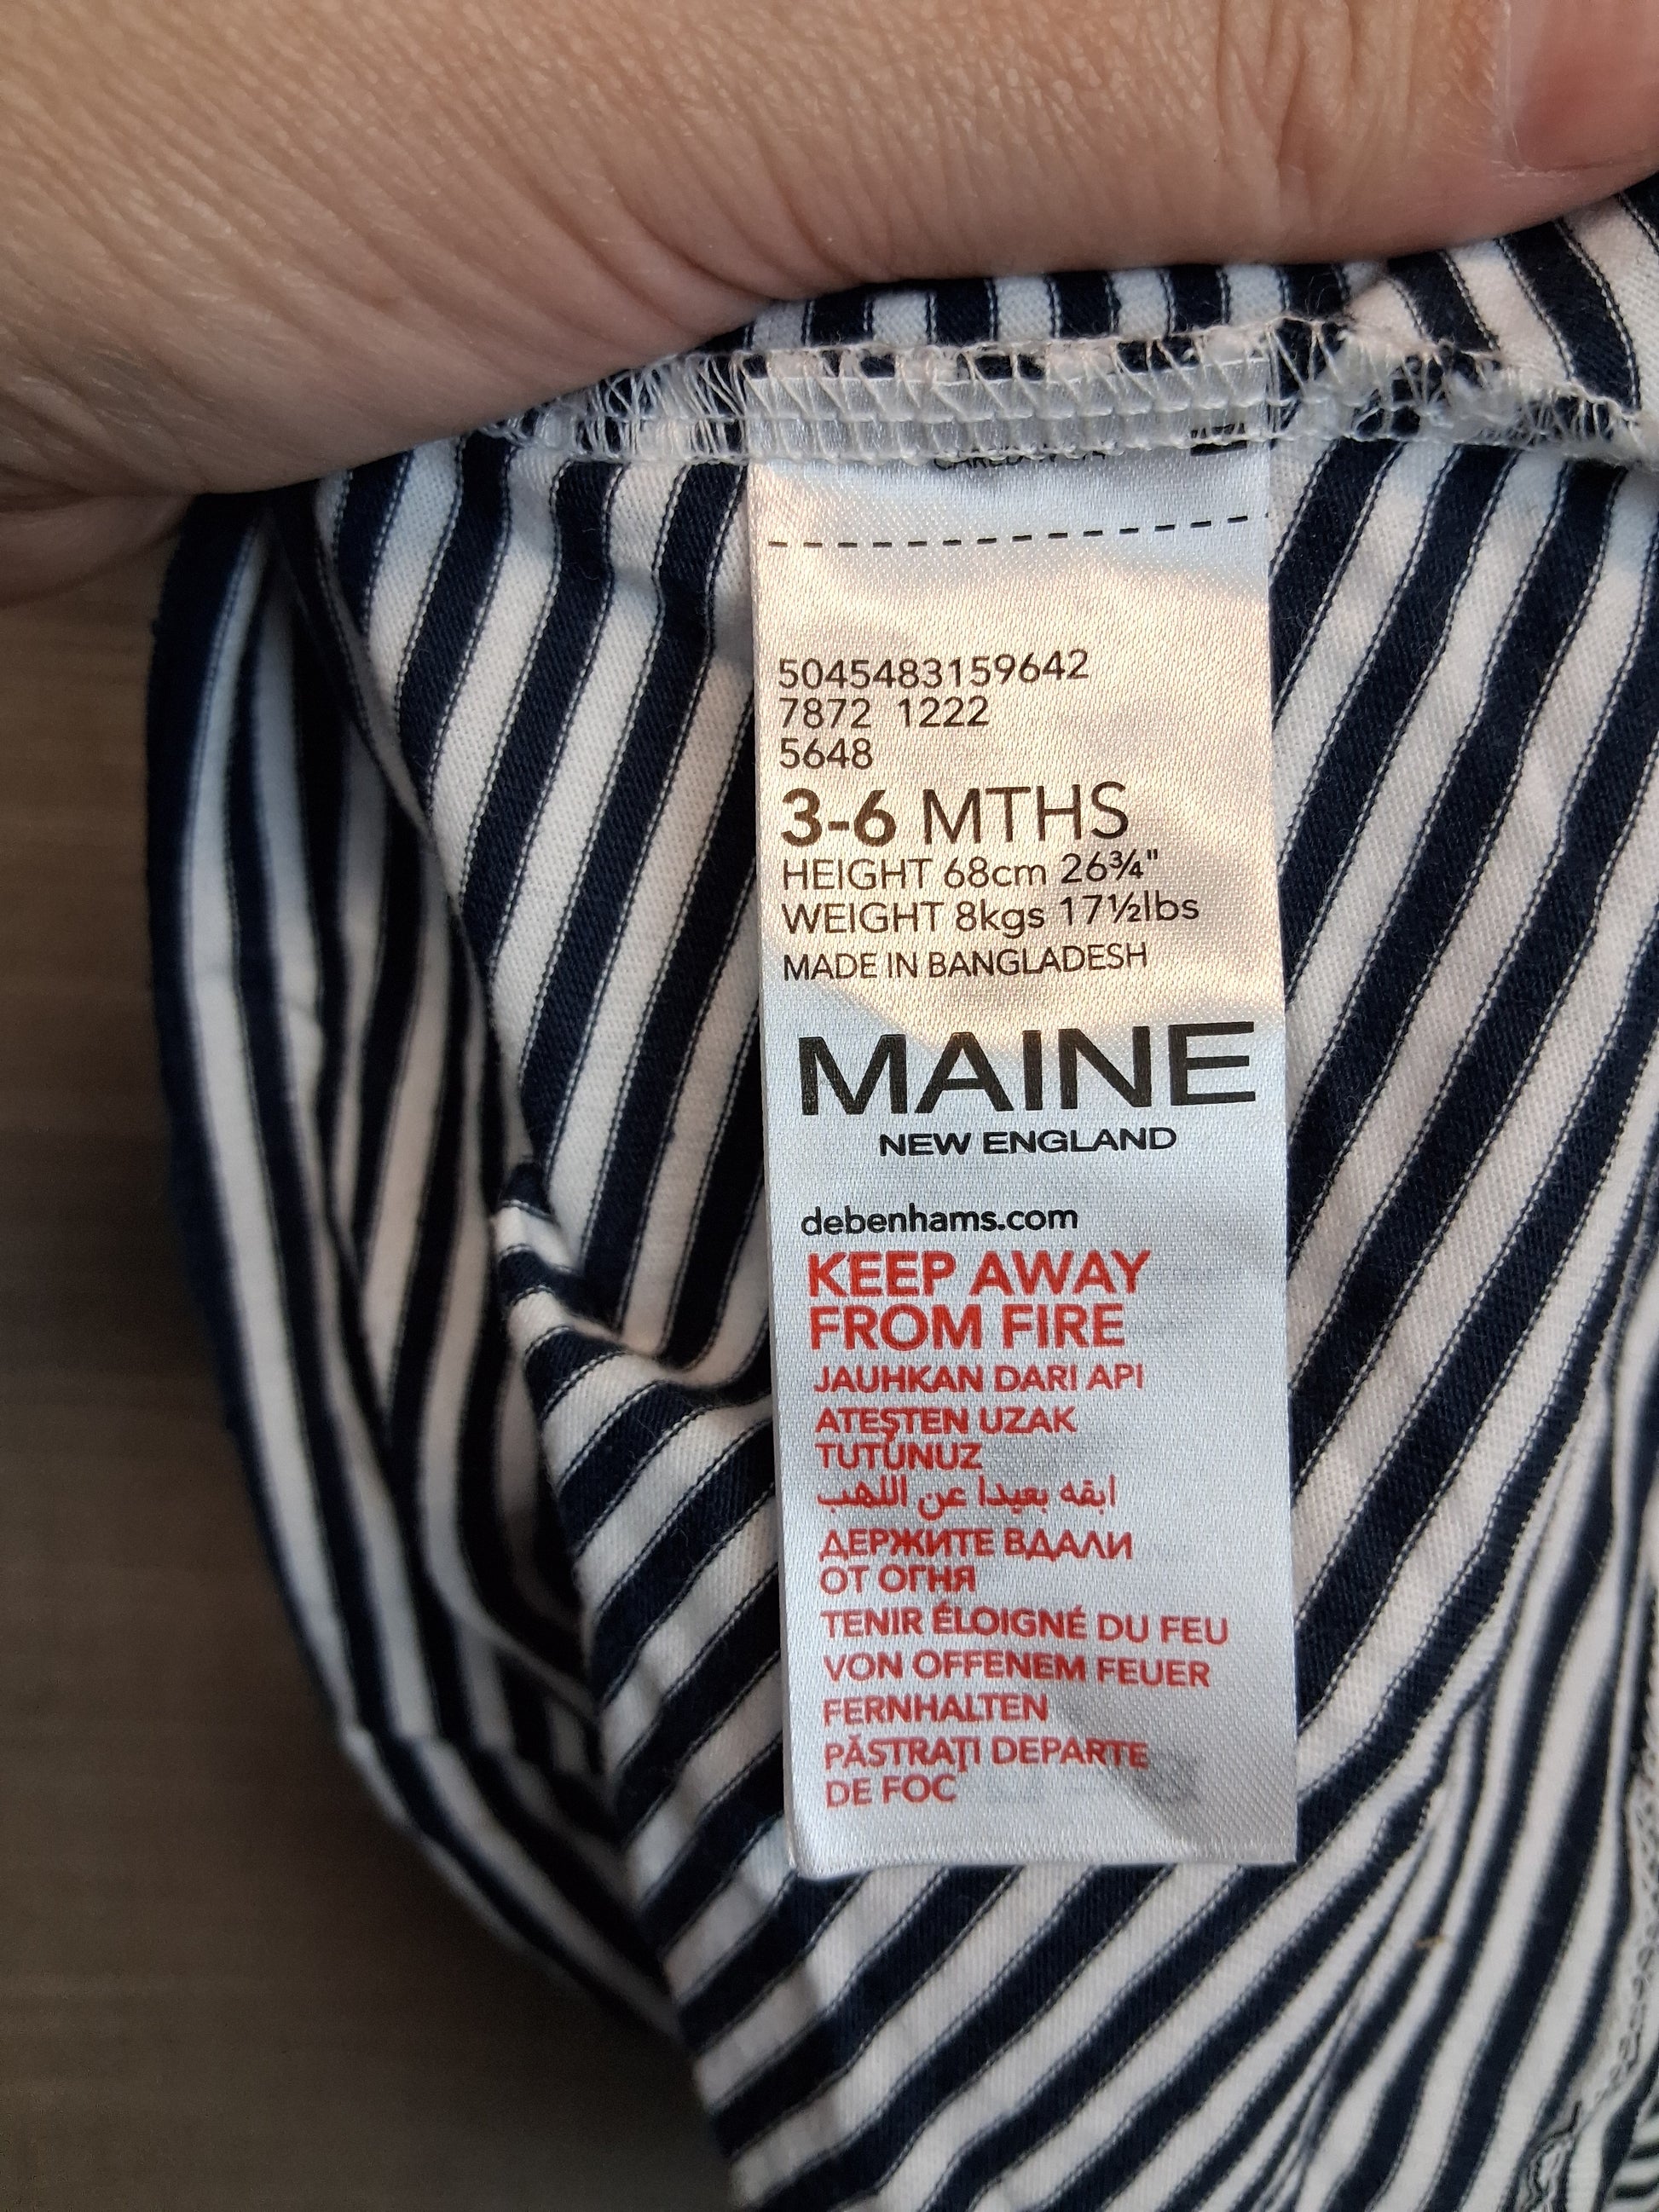 5045483159642
7872 1222
5648
3-6 MTHS
HEIGHT 68cm 26¾"
WEIGHT 8kgs 17½lbs
MADE IN BANGLADESH
MAINE
NEW ENGLAND
debenhams.com
KEEP AWAY
FROM FIRE
JAUHKAN DARI API
ATEŞTEN UZAK
TUTUNUZ
ابقه بعيدا عن اللهب
ДЕРЖИТЕ ВДАЛИ
ОТ ОГНЯ
TENIR ÉLOIGNÉ DU FEU
VON OFFENEM FEUER
FERNHALTEN
PĂSTRAŢI DEPARTE
DE FOC